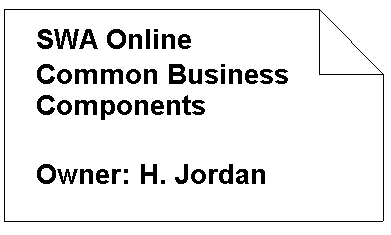 SWA Online
Common Business
Components
Owner: H. Jordan